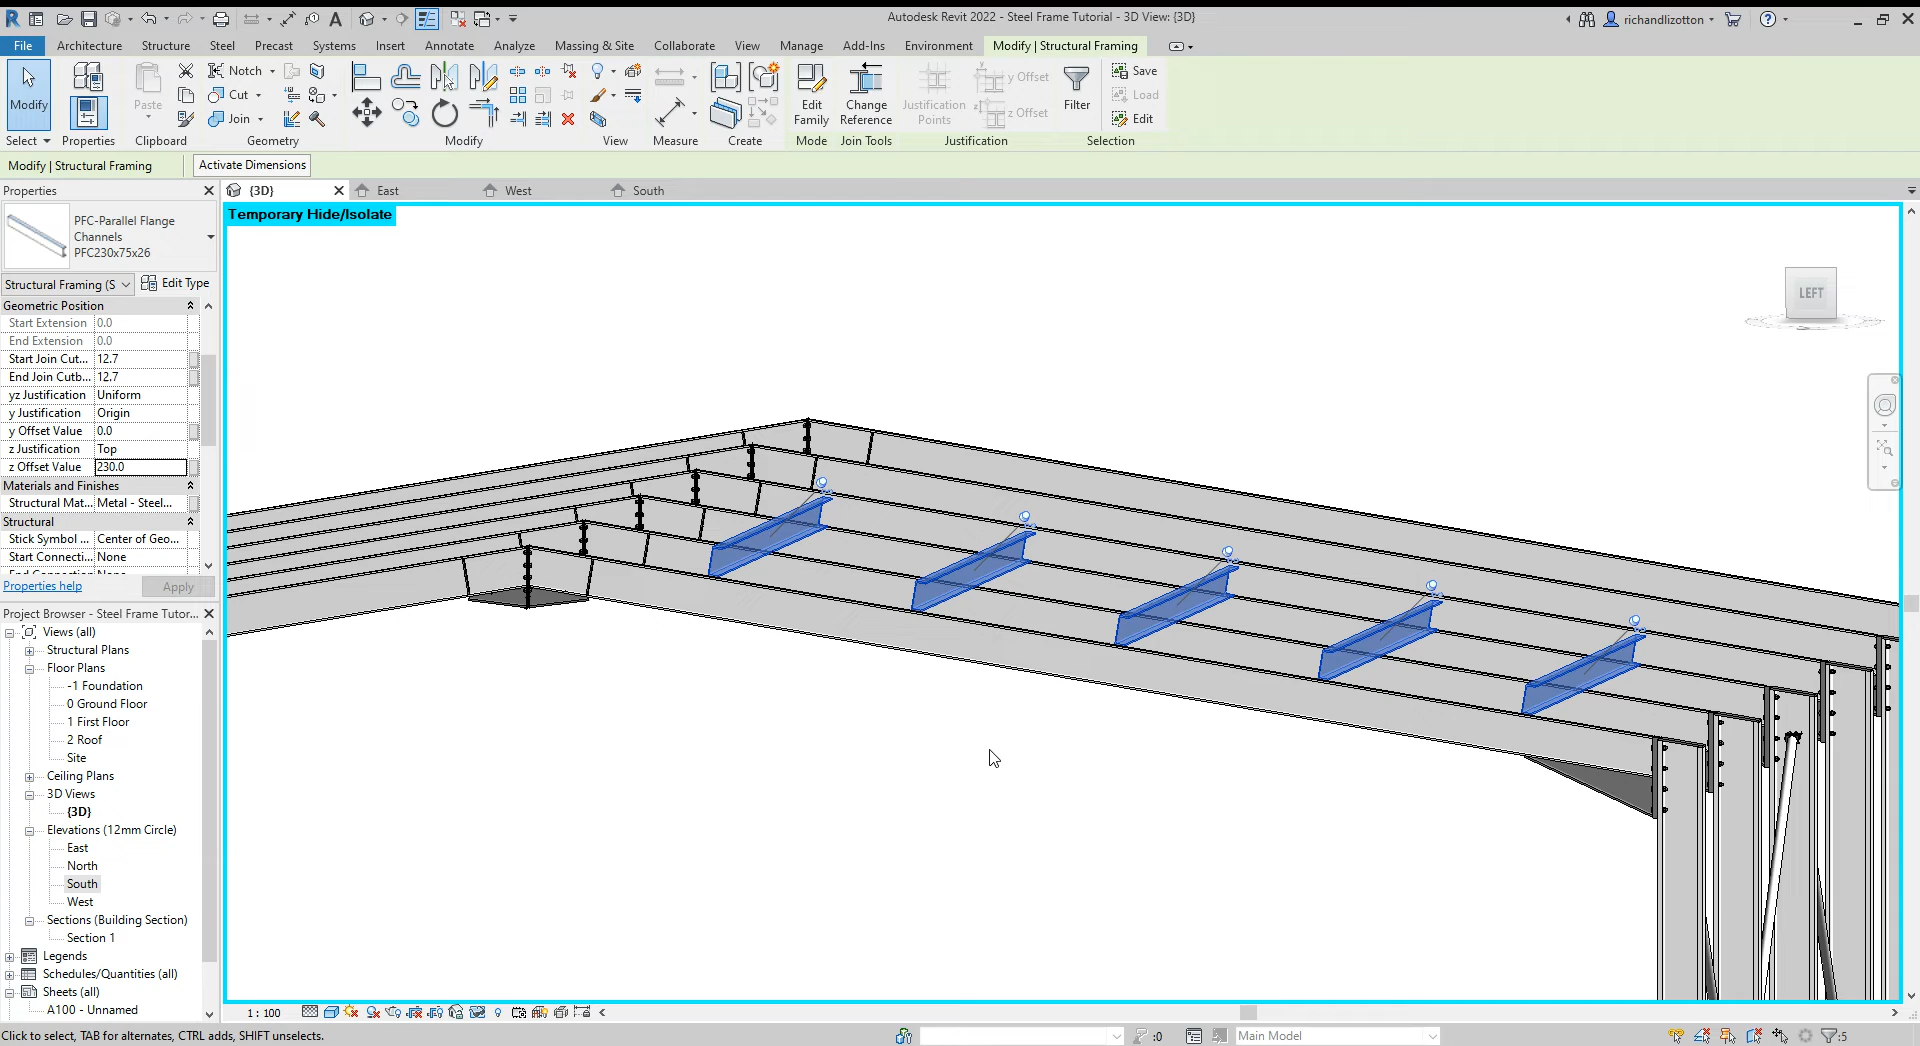 Autodesk Revit 2022 - Steel Frame Tutorial - 3D View: {3D}
richandlizotton
File Architecture Structure Steel Precast Systems Insert Annotate Analyze Massing & Site Collaborate View Manage Add-Ins Environment Modify | Structural Framing
Modify
Paste
Notch
Cut
Join
Edit Family
Change Reference
Justification Points
y Offset
z Offset
Filter
Save
Load
Edit
Select Properties Clipboard Geometry Modify View Measure Create Mode Join Tools Justification Selection
Modify | Structural Framing Activate Dimensions
Properties
{3D} East West South
Temporary Hide/Isolate
PFC-Parallel Flange
Channels
PFC230x75x26
Structural Framing (S Edit Type
Geometric Position
Start Extension 0.0
End Extension 0.0
Start Join Cut... 12.7
End Join Cutb... 12.7
yz Justification Uniform
y Justification Origin
y Offset Value 0.0
z Justification Top
z Offset Value 230.0
Materials and Finishes
Structural Mat... Metal - Steel...
Structural
Stick Symbol ... Center of Geo...
Start Connecti... None
Properties help Apply
LEFT
Project Browser - Steel Frame Tutor...
Views (all)
Structural Plans
Floor Plans
-1 Foundation
0 Ground Floor
1 First Floor
2 Roof
Site
Ceiling Plans
3D Views
{3D}
Elevations (12mm Circle)
East
North
South
West
Sections (Building Section)
Section 1
Legends
Schedules/Quantities (all)
Sheets (all)
A100 - Unnamed
1 : 100
Click to select, TAB for alternates, CTRL adds, SHIFT unselects.
:0
Main Model
:5